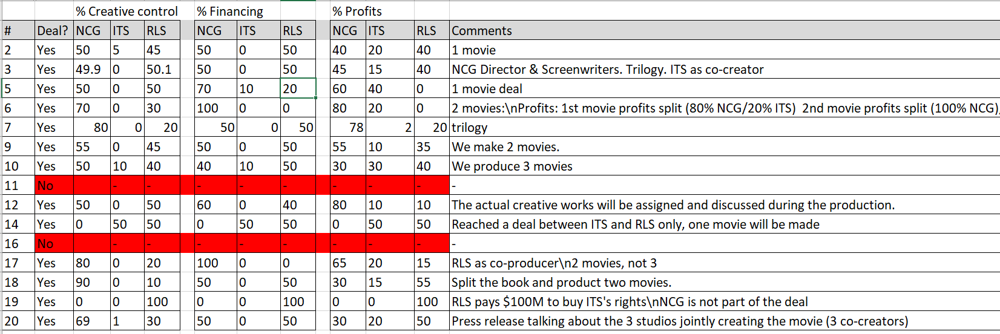 % Creative control % Financing % Profits
# Deal? NCG ITS RLS NCG ITS RLS NCG ITS RLS Comments
2 Yes 50 5 45 50 0 50 40 20 40 1 movie
3 Yes 49.9 0 50.1 50 0 50 45 15 40 NCG Director & Screenwriters. Trilogy. ITS as co-creator
5 Yes 50 0 50 70 10 20 60 40 0 1 movie deal
6 Yes 70 0 30 100 0 0 80 20 0 2 movies:\nProfits: 1st movie profits split (80% NCG/20% ITS) 2nd movie profits split (100% NCG),
7 Yes 80 0 20 50 0 50 78 2 20 trilogy
9 Yes 55 0 45 50 0 50 55 10 35 We make 2 movies.
10 Yes 50 10 40 40 10 50 30 30 40 We produce 3 movies
11 No - - - - - - - - -
12 Yes 50 0 50 60 0 40 80 10 10 The actual creative works will be assigned and discussed during the production.
14 Yes 0 50 50 0 50 50 0 50 50 Reached a deal between ITS and RLS only, one movie will be made
16 No - - - - - - - - -
17 Yes 80 0 20 100 0 0 65 20 15 RLS as co-producer\n2 movies, not 3
18 Yes 90 0 10 50 0 50 30 15 55 Split the book and product two movies.
19 Yes 0 0 100 0 0 100 0 0 100 RLS pays $100M to buy ITS's rights\nNCG is not part of the deal
20 Yes 69 1 30 50 0 50 30 20 50 Press release talking about the 3 studios jointly creating the movie (3 co-creators)